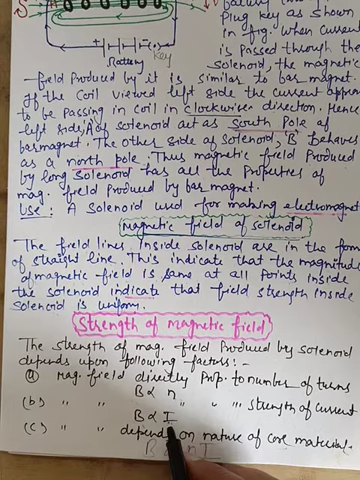 battery
S
Plug key as shown
in fig. when current
is passed through the
solenoid, the magnetic
+ -
key
Battery
field produced by it is similar to bar magnet.
If the coil viewed left side the current appear
to be passing in coil in clockwise direction. Hence
left side A of solenoid act as South Pole of
barmagnet. The other side of solenoid, 'B' behaves
as a north pole. Thus magnetic field produced
by long solenoid has all the properties of
mag. field produced by bar magnet.
Use: A solenoid used for making electromagnet
Magnetic field of solenoid
The field lines inside solenoid are in the form
of straight line. This indicate that the magnitude
of magnetic field is same at all points inside
the solenoid indicate that field strength inside
Solenoid is uniform.
Strength of Magnetic field
The strength of mag. field produced by solenoid
depends upon following factors:-
(a) mag. field directly Prop. to number of turns
B ∝ n
(b) " " " " " strength of current
B ∝ I
(c) " " depends on nature of core material.
B ∝ n I